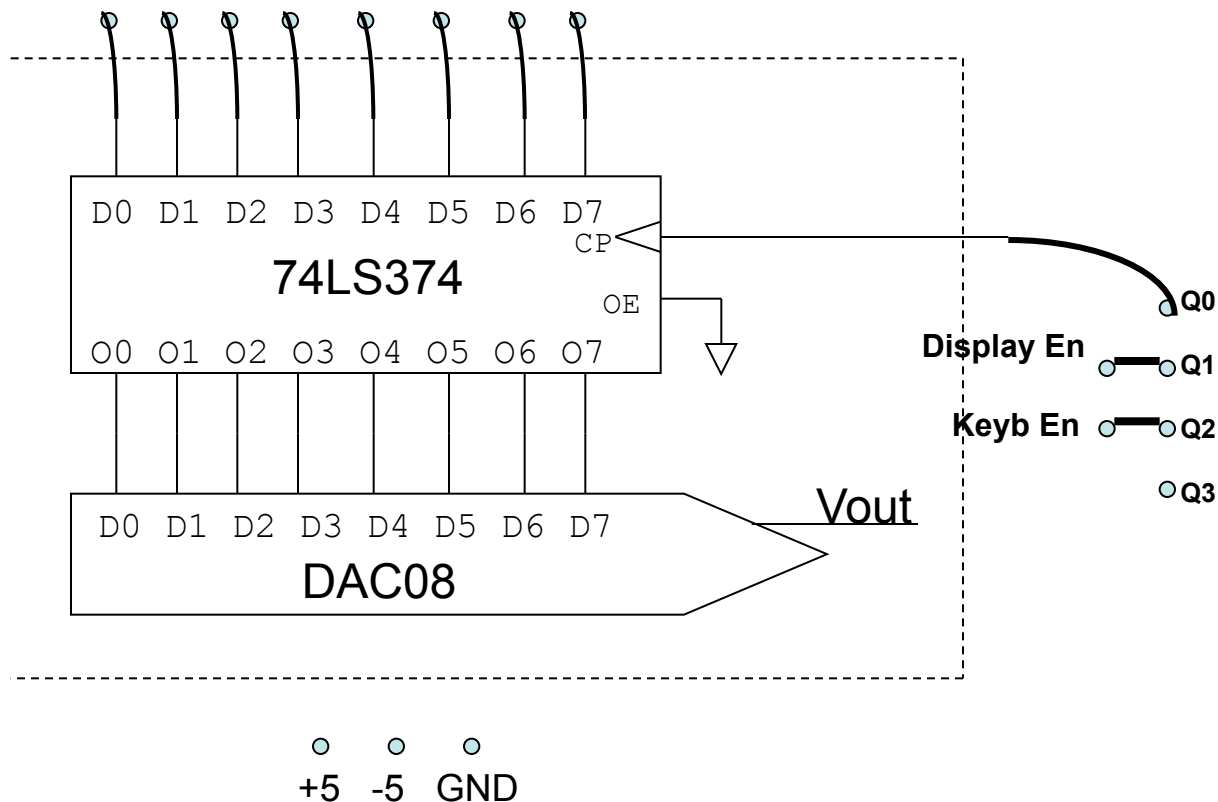 D0 D1 D2 D3 D4 D5 D6 D7
CP
74LS374
OE
O0 O1 O2 O3 O4 O5 O6 O7
Q0
Display En
Q1
Keyb En
Q2
Q3
Vout
D0 D1 D2 D3 D4 D5 D6 D7
DAC08
+5 -5 GND